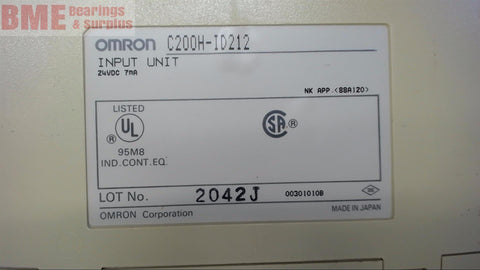 BME Bearings
& Surplus
OMRON C200H-ID212
INPUT UNIT
24VDC 7mA
NK APP.<88A120>
LISTED
UL
®
SA
®
95M8
IND.CONT.EQ.
LOT No. 2042J 00301010B
OMRON Corporation MADE IN JAPAN